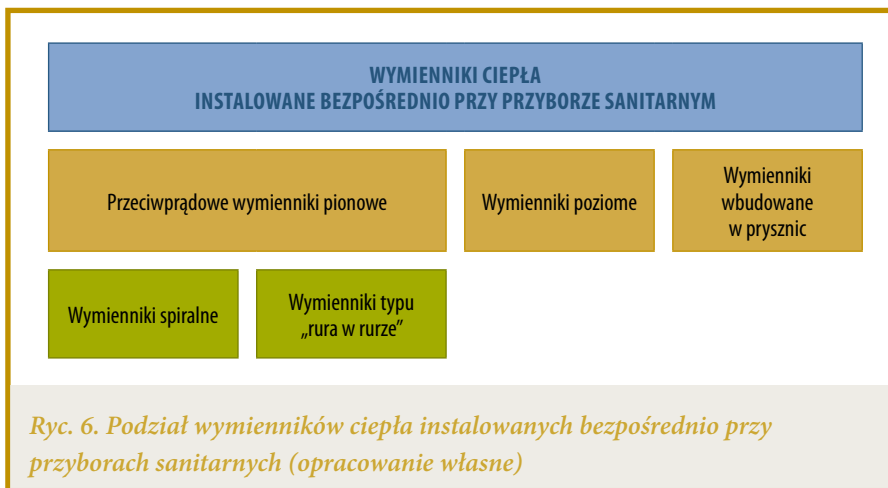 WYMIENNIKI CIEPŁA
INSTALOWANE BEZPOŚREDNIO PRZY PRZYBORZE SANITARNYM
Przeciwprądowe wymienniki pionowe
Wymienniki poziome
Wymienniki
wbudowane
w prysznic
Wymienniki spiralne
Wymienniki typu
„rura w rurze”
Ryc. 6. Podział wymienników ciepła instalowanych bezpośrednio przy
przyborach sanitarnych (opracowanie własne)